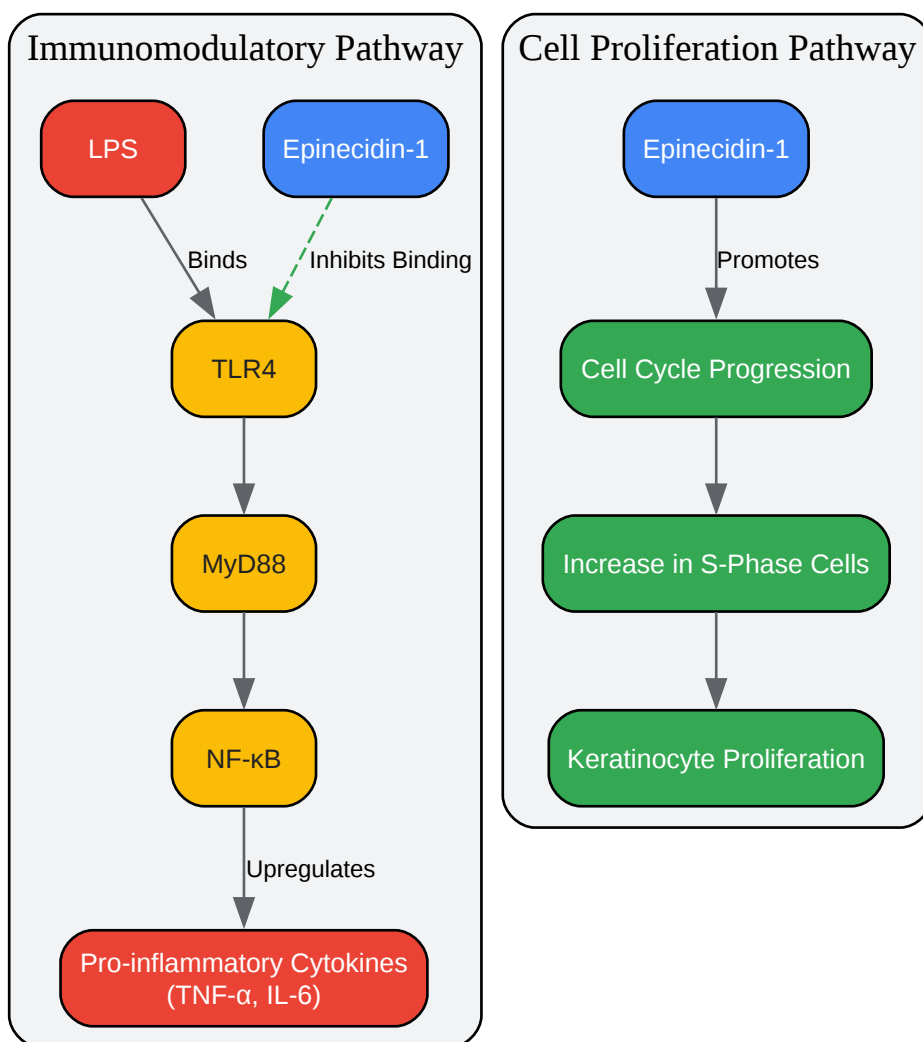 Immunomodulatory Pathway
LPS
Epinecidin-1
Binds
Inhibits Binding
TLR4
MyD88
NF-κB
Upregulates
Pro-inflammatory Cytokines
(TNF-α, IL-6)
Cell Proliferation Pathway
Epinecidin-1
Promotes
Cell Cycle Progression
Increase in S-Phase Cells
Keratinocyte Proliferation